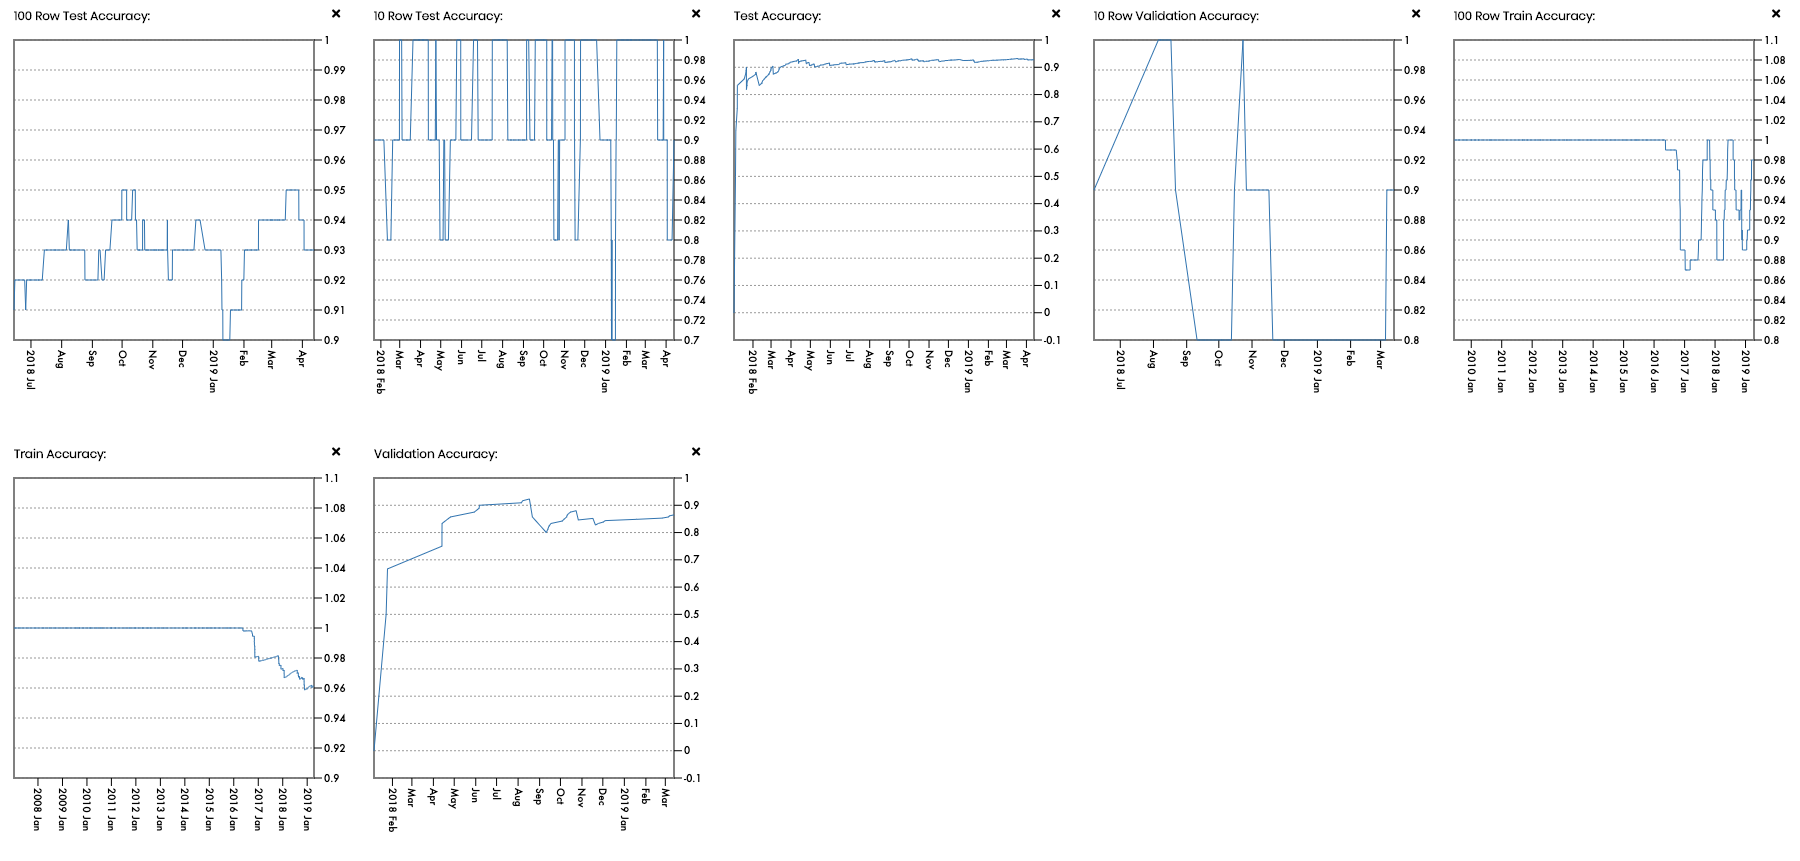 100 Row Test Accuracy: ×
1
0.99
0.98
0.97
0.96
0.95
0.94
0.93
0.92
0.91
0.9
2018 Jul
Aug
Sep
Oct
Nov
Dec
2019 Jan
Feb
Mar
Apr
10 Row Test Accuracy: ×
0.98
0.96
0.94
0.92
0.9
0.88
0.86
0.84
0.82
0.8
0.78
0.76
0.74
0.72
0.7
2018 Feb
Mar
Apr
May
Jun
Jul
Aug
Sep
Oct
Nov
Dec
2019 Jan
Feb
Mar
Apr
Test Accuracy: ×
1
0.9
0.8
0.7
0.6
0.5
0.4
0.3
0.2
0.1
0
-0.1
2018 Feb
Mar
Apr
May
Jun
Jul
Aug
Sep
Oct
Nov
Dec
2019 Jan
Feb
Mar
Apr
10 Row Validation Accuracy: ×
1
0.98
0.96
0.94
0.92
0.9
0.88
0.86
0.84
0.82
0.8
2018 Jul
Aug
Sep
Oct
Nov
Dec
2019 Jan
Feb
Mar
100 Row Train Accuracy: ×
1.1
1.08
1.06
1.04
1.02
1
0.98
0.96
0.94
0.92
0.9
0.88
0.86
0.84
0.82
0.8
2010 Jan
2011 Jan
2012 Jan
2013 Jan
2014 Jan
2015 Jan
2016 Jan
2017 Jan
2018 Jan
2019 Jan
Train Accuracy: ×
1.1
1.08
1.06
1.04
1.02
1
0.98
0.96
0.94
0.92
0.9
2008 Jan
2009 Jan
2010 Jan
2011 Jan
2012 Jan
2013 Jan
2014 Jan
2015 Jan
2016 Jan
2017 Jan
2018 Jan
2019 Jan
Validation Accuracy: ×
1
0.9
0.8
0.7
0.6
0.5
0.4
0.3
0.2
0.1
0
-0.1
2018 Feb
Mar
Apr
May
Jun
Jul
Aug
Sep
Oct
Nov
Dec
2019 Jan
Feb
Mar